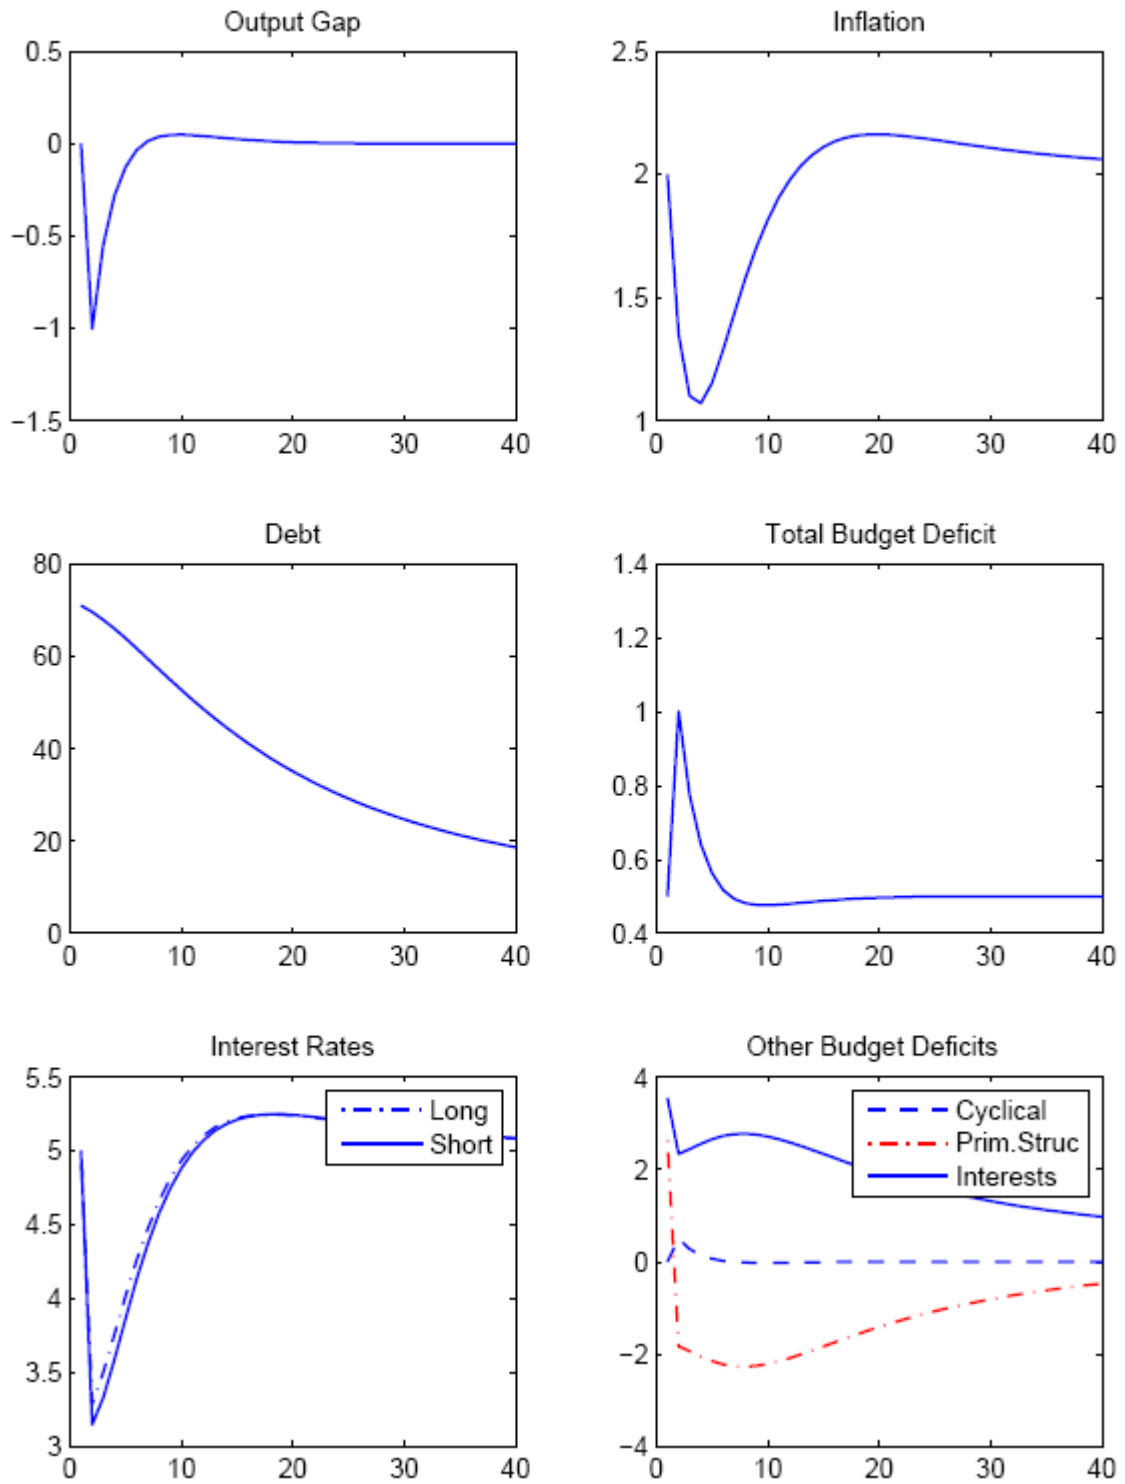 Output Gap
0.5
0
−0.5
−1
−1.5
0 10 20 30 40
Inflation
2.5
2
1.5
1
0 10 20 30 40
Debt
80
60
40
20
0
0 10 20 30 40
Total Budget Deficit
1.4
1.2
1
0.8
0.6
0.4
0 10 20 30 40
Interest Rates
5.5
5
4.5
4
3.5
3
0 10 20 30 40
Long
Short
Other Budget Deficits
4
2
0
−2
−4
0 10 20 30 40
Cyclical
Prim.Struc
Interests